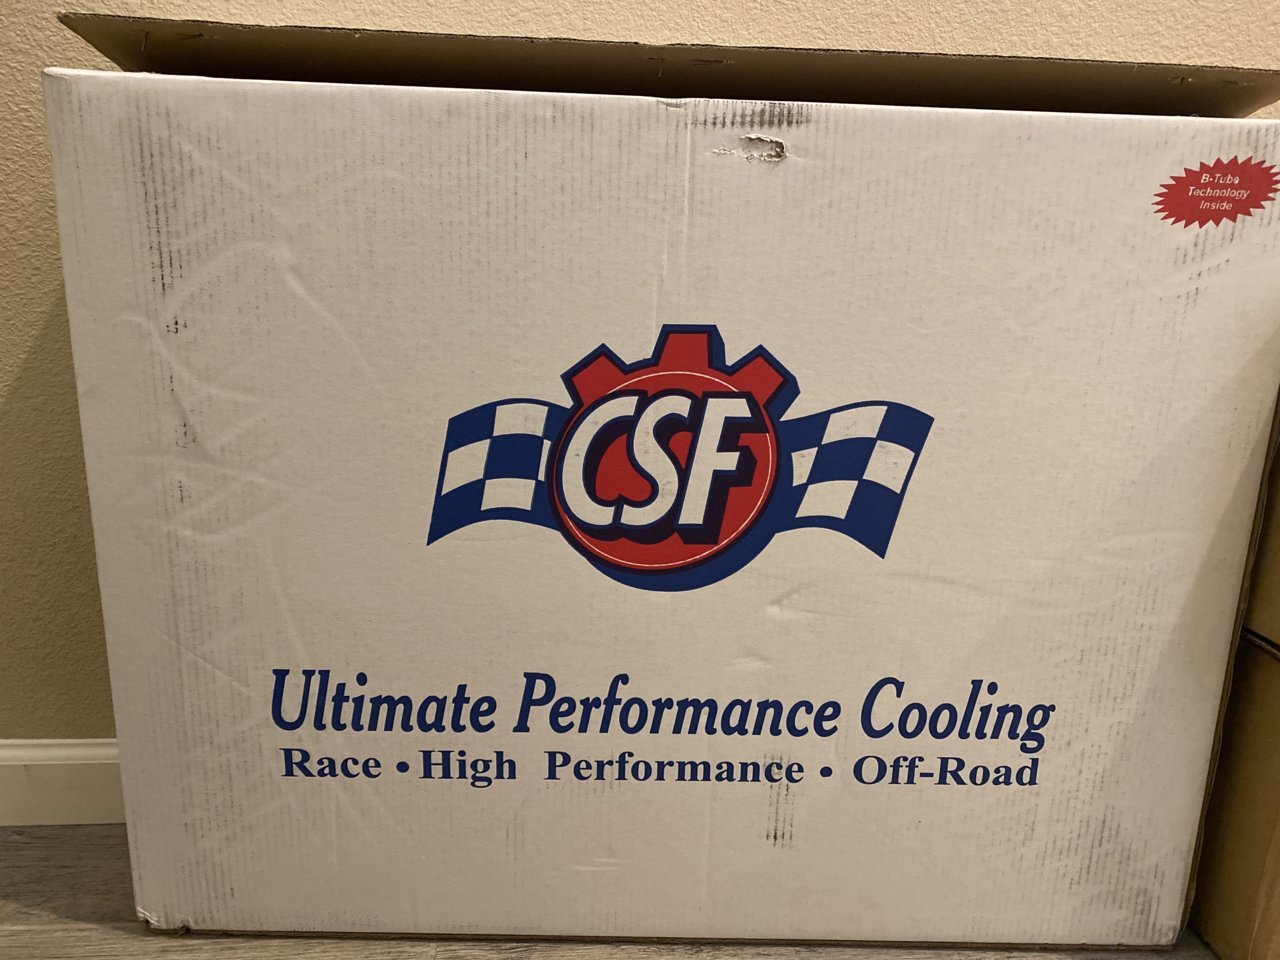 B-Tube
Technology
Inside
CSF
Ultimate Performance Cooling
Race • High Performance • Off-Road